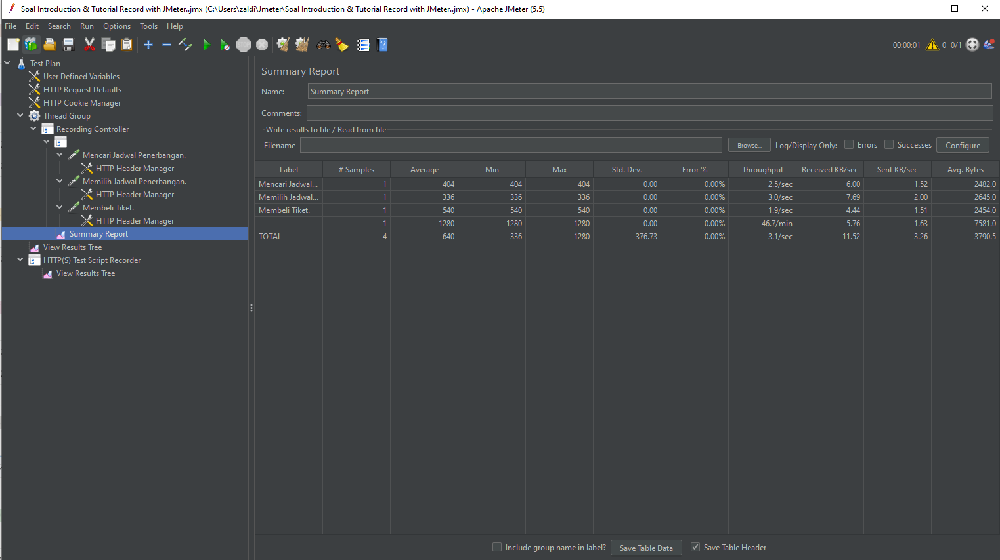 Soal Introduction & Tutorial Record with JMeter..jmx (C:\Users\zaldi\Jmeter\Soal Introduction & Tutorial Record with JMeter..jmx) - Apache JMeter (5.5)
File Edit Search Run Options Tools Help
STOP 00:00:01 0 0/1
Test Plan
User Defined Variables
HTTP Request Defaults
HTTP Cookie Manager
Thread Group
Recording Controller
Mencari Jadwal Penerbangan.
HTTP Header Manager
Memilih Jadwal Penerbangan.
HTTP Header Manager
Membeli Tiket.
HTTP Header Manager
Summary Report
View Results Tree
HTTP(S) Test Script Recorder
View Results Tree
Summary Report
Name: Summary Report
Comments:
Write results to file / Read from file
Filename Browse... Log/Display Only: Errors Successes Configure
Label # Samples Average Min Max Std. Dev. Error % Throughput Received KB/sec Sent KB/sec Avg. Bytes
Mencari Jadwal... 1 404 404 404 0.00 0.00% 2.5/sec 6.00 1.52 2482.0
Memilih Jadwal... 1 336 336 336 0.00 0.00% 3.0/sec 7.69 2.00 2645.0
Membeli Tiket. 1 540 540 540 0.00 0.00% 1.9/sec 4.44 1.51 2454.0
1 1280 1280 1280 0.00 0.00% 46.7/min 5.76 1.63 7581.0
TOTAL 4 640 336 1280 376.73 0.00% 3.1/sec 11.52 3.26 3790.5
Include group name in label? Save Table Data Save Table Header